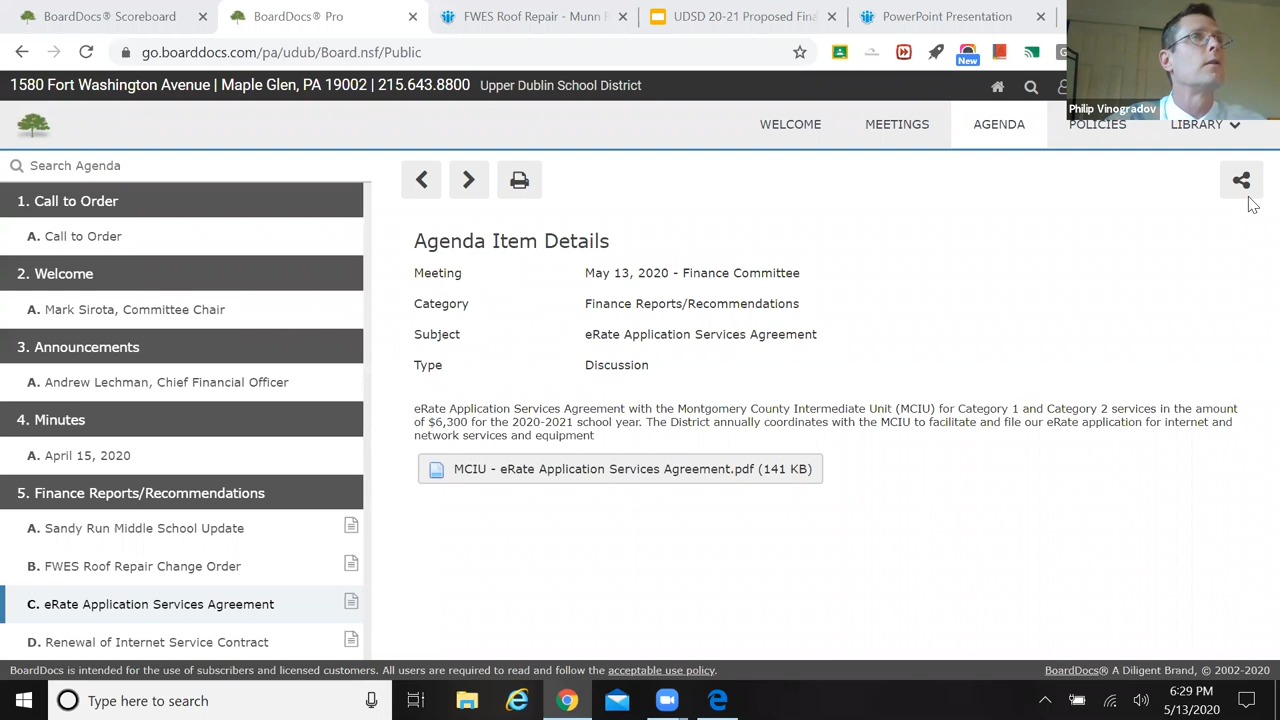 BoardDocs® Scoreboard
BoardDocs® Pro
FWES Roof Repair - Munn R
UDSD 20-21 Proposed Fina
PowerPoint Presentation
go.boarddocs.com/pa/udub/Board.nsf/Public
New
G
1580 Fort Washington Avenue | Maple Glen, PA 19002 | 215.643.8800 Upper Dublin School District
Philip Vinogradov
WELCOME MEETINGS AGENDA POLICIES LIBRARY
Search Agenda
1. Call to Order
A. Call to Order
2. Welcome
A. Mark Sirota, Committee Chair
3. Announcements
A. Andrew Lechman, Chief Financial Officer
4. Minutes
A. April 15, 2020
5. Finance Reports/Recommendations
A. Sandy Run Middle School Update
B. FWES Roof Repair Change Order
C. eRate Application Services Agreement
D. Renewal of Internet Service Contract
Agenda Item Details
Meeting May 13, 2020 - Finance Committee
Category Finance Reports/Recommendations
Subject eRate Application Services Agreement
Type Discussion
eRate Application Services Agreement with the Montgomery County Intermediate Unit (MCIU) for Category 1 and Category 2 services in the amount
of $6,300 for the 2020-2021 school year. The District annually coordinates with the MCIU to facilitate and file our eRate application for internet and
network services and equipment
MCIU - eRate Application Services Agreement.pdf (141 KB)
BoardDocs is intended for the use of subscribers and licensed customers. All users are required to read and follow the acceptable use policy.
BoardDocs® A Diligent Brand, © 2002-2020
Type here to search
6:29 PM
5/13/2020